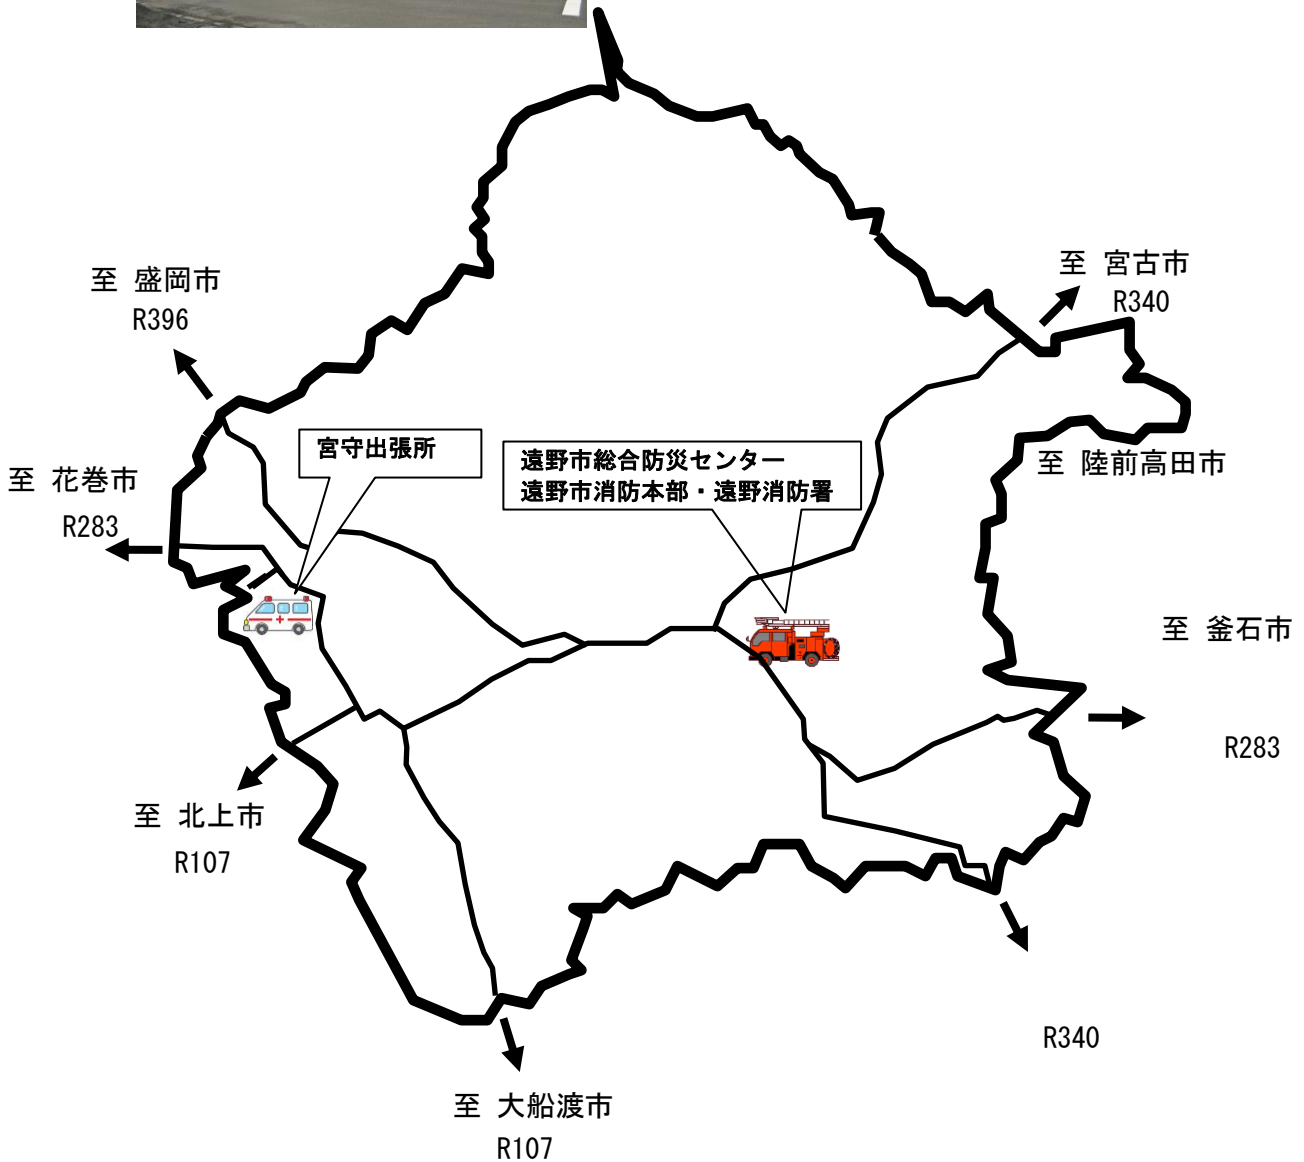 至 盛岡市
R396
至 宮古市
R340
宮守出張所
遠野市総合防災センター
遠野市消防本部・遠野消防署
至 陸前高田市
至 花巻市
R283
至 釜石市
R283
至 北上市
R107
R340
至 大船渡市
R107